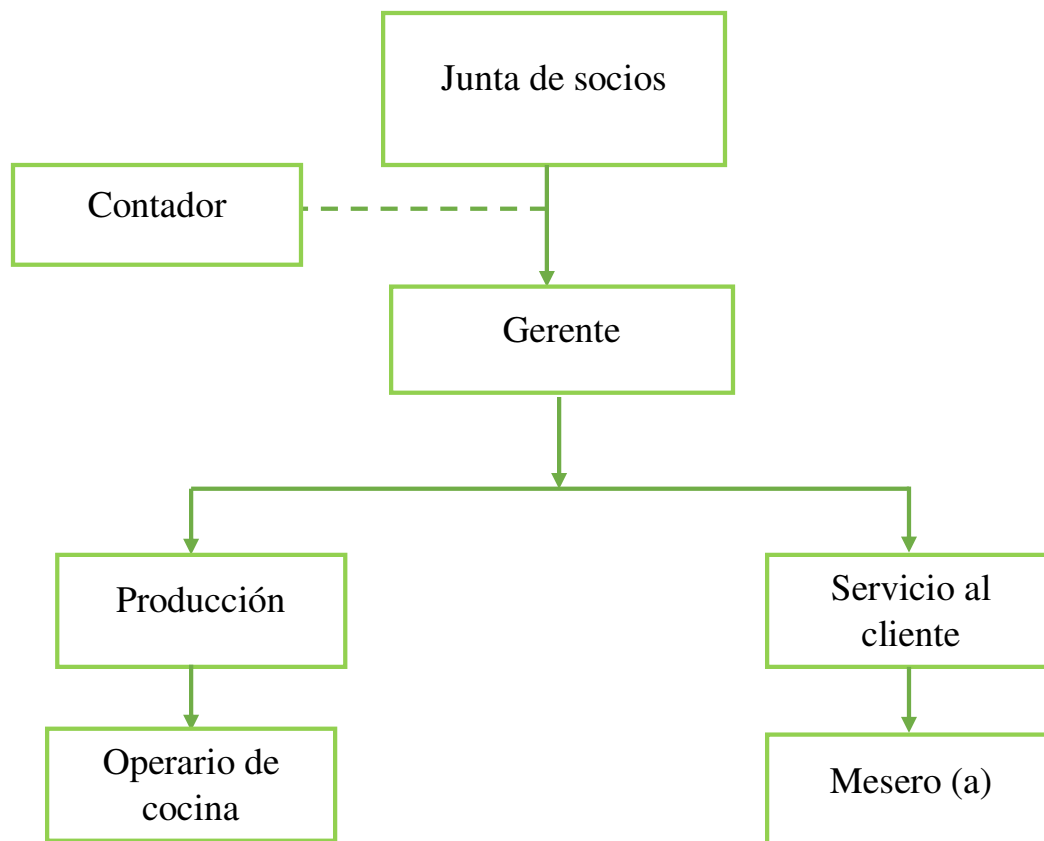 Junta de socios
Contador
Gerente
Producción
Servicio al
cliente
Operario de
cocina
Mesero (a)